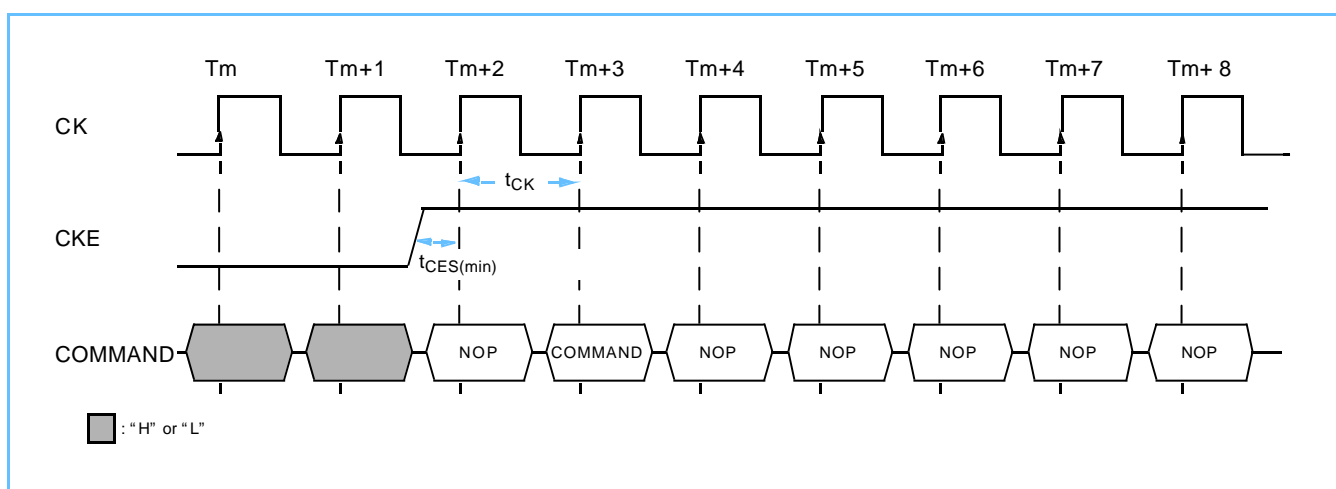 Tm Tm+1 Tm+2 Tm+3 Tm+4 Tm+5 Tm+6 Tm+7 Tm+ 8
CK
tCK
CKE
tCES(min)
COMMAND NOP COMMAND NOP NOP NOP NOP NOP
: “H” or “L”